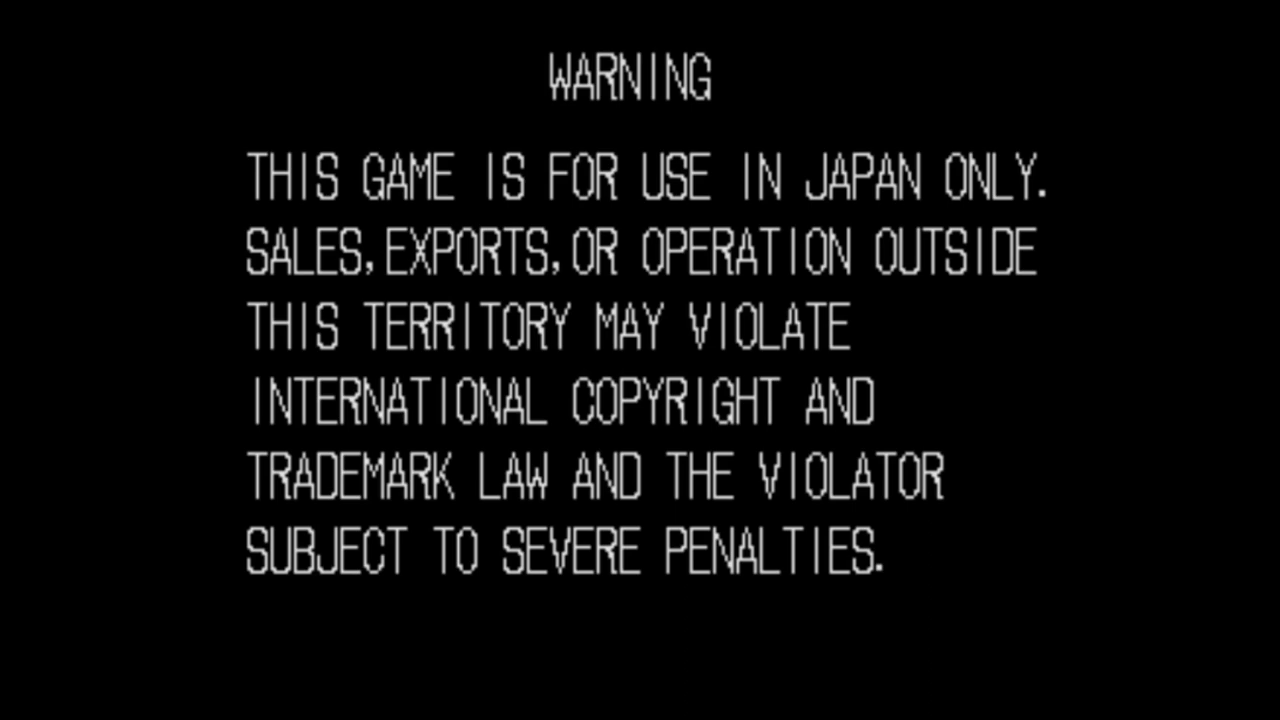 WARNING
THIS GAME IS FOR USE IN JAPAN ONLY.
SALES,EXPORTS,OR OPERATION OUTSIDE
THIS TERRITORY MAY VIOLATE
INTERNATIONAL COPYRIGHT AND
TRADEMARK LAW AND THE VIOLATOR
SUBJECT TO SEVERE PENALTIES.